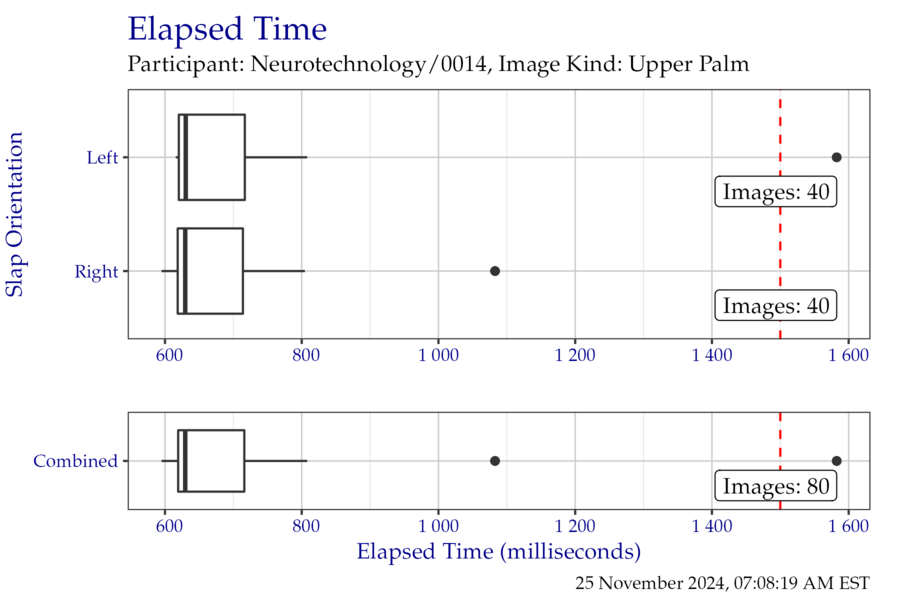 Elapsed Time
Participant: Neurotechnology/0014, Image Kind: Upper Palm
Slap Orientation
Left
Images: 40
Right
Images: 40
600 800 1 000 1 200 1 400 1 600
Combined
Images: 80
600 800 1 000 1 200 1 400 1 600
Elapsed Time (milliseconds)
25 November 2024, 07:08:19 AM EST